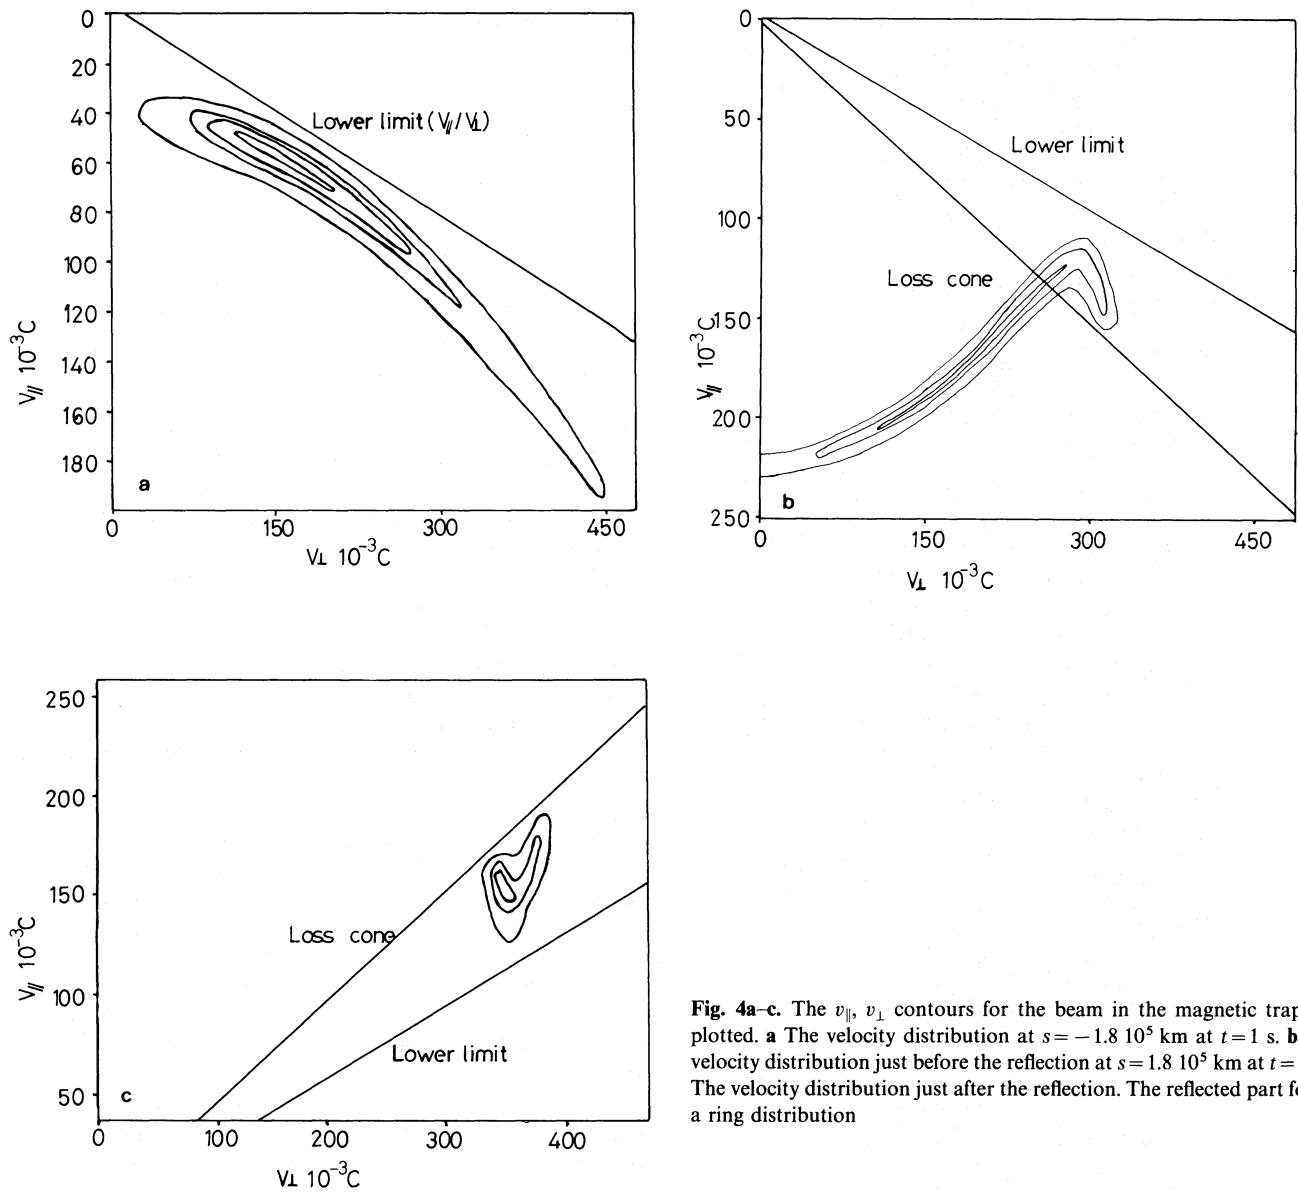 0
20
40
60
80
100
120
140
160
180
V∥ 10⁻³C
Lower limit (V∥/V⊥)
a
0 150 300 450
V⊥ 10⁻³C
0
50
100
150
200
250
V∥ 10⁻³C
Lower limit
Loss cone
b
0 150 300 450
V⊥ 10⁻³C
250
200
150
100
50
V∥ 10⁻³C
Loss cone
Lower limit
c
0 100 200 300 400
V⊥ 10⁻³C
Fig. 4a–c. The v∥, v⊥ contours for the beam in the magnetic trap
plotted. a The velocity distribution at s = −1.8 10⁵ km at t = 1 s. b
velocity distribution just before the reflection at s = 1.8 10⁵ km at t =
The velocity distribution just after the reflection. The reflected part
a ring distribution